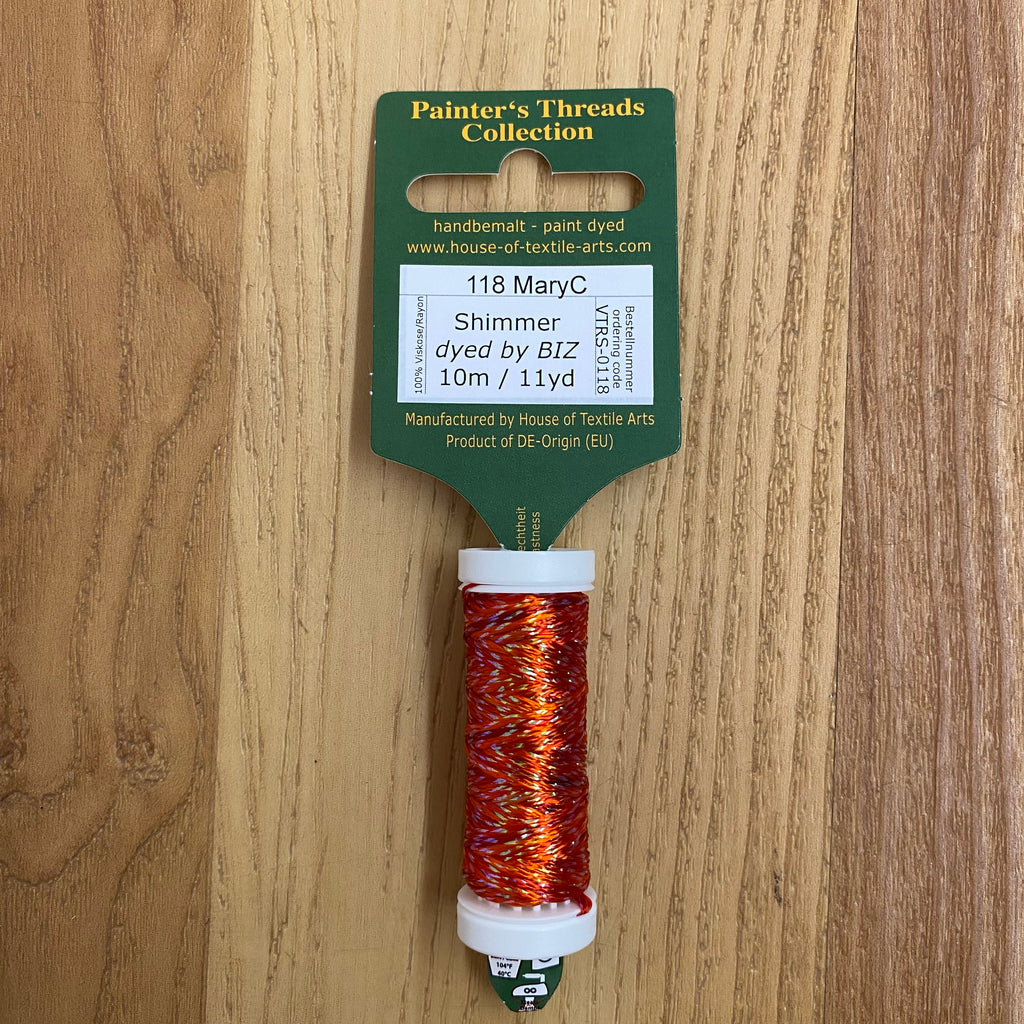 Painter‘s Threads
Collection
handbemalt - paint dyed
www.house-of-textile-arts.com
118 MaryC
100% Viskose/Rayon
Shimmer
dyed by BIZ
10m / 11yd
Bestellnummer
ordering code
VTRS-0118
Manufactured by House of Textile Arts
Product of DE-Origin (EU)
104°F
40°C